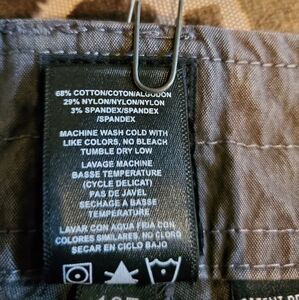 68% COTTON/COTON/ALGODON
29% NYLON/NYLON/NYLON
3% SPANDEX/SPANDEX
/SPANDEX
MACHINE WASH COLD WITH
LIKE COLORS, NO BLEACH
TUMBLE DRY LOW
LAVAGE MACHINE
BASSE TEMPERATURE
(CYCLE DELICAT)
PAS DE JAVEL
SECHAGE A BASSE
TEMPERATURE
LAVAR CON AGUA FRIA CON
COLORES SIMILARES, NO CLORO
SECAR EN CICLO BAJO